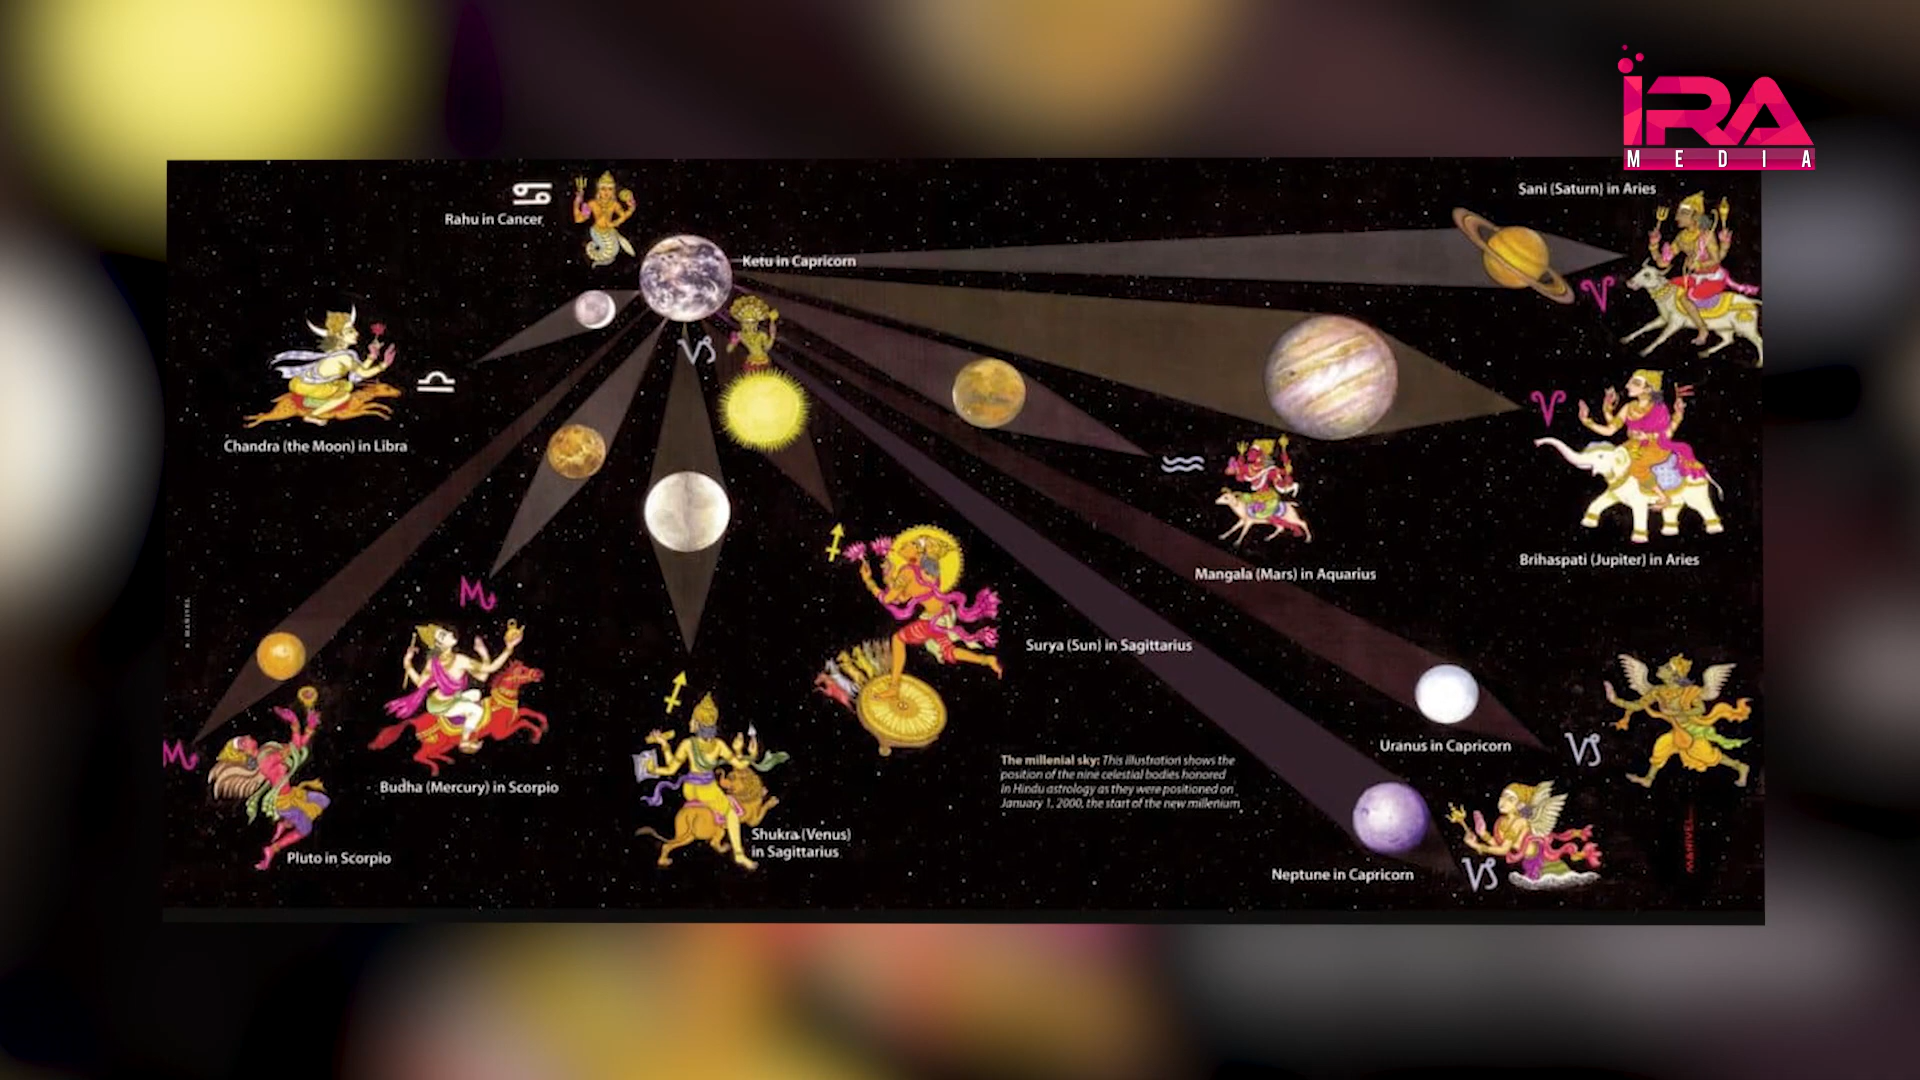 iRA
MEDIA
Sani (Saturn) in Aries
Rahu in Cancer
Ketu in Capricorn
Chandra (the Moon) in Libra
Brihaspati (Jupiter) in Aries
Mangala (Mars) in Aquarius
Surya (Sun) in Sagittarius
Uranus in Capricorn
The millenial sky: This illustration shows the
position of the nine celestial bodies honored
in Hindu astrology as they were positioned on
January 1, 2000, the start of the new millenium
Budha (Mercury) in Scorpio
Shukra (Venus)
in Sagittarius
Pluto in Scorpio
Neptune in Capricorn
MANIVEL
MANIVEL